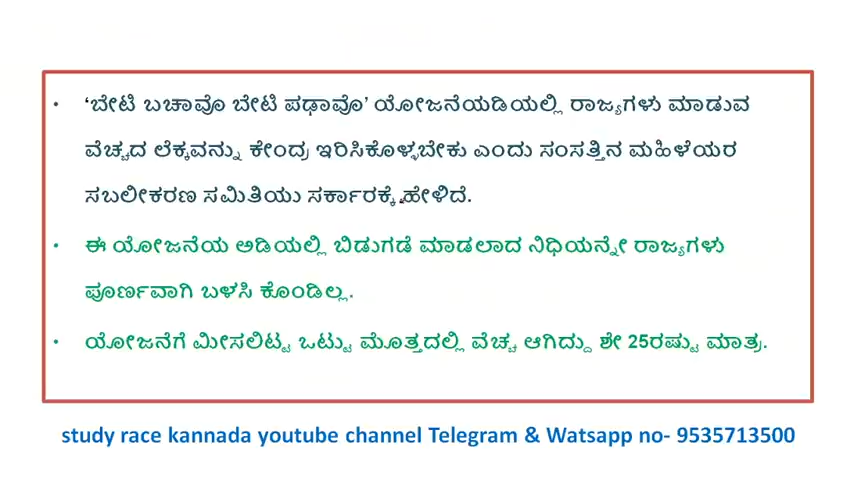 • ‘ಬೇಟಿ ಬಚಾವೊ ಬೇಟಿ ಪಢಾವೊ’ ಯೋಜನೆಯಡಿಯಲ್ಲಿ ರಾಜ್ಯಗಳು ಮಾಡುವ
ವೆಚ್ಚದ ಲೆಕ್ಕವನ್ನು ಕೇಂದ್ರ ಇರಿಸಿಕೊಳ್ಳಬೇಕು ಎಂದು ಸಂಸತ್ತಿನ ಮಹಿಳೆಯರ
ಸಬಲೀಕರಣ ಸಮಿತಿಯು ಸರ್ಕಾರಕ್ಕೆ ಹೇಳಿದೆ.
• ಈ ಯೋಜನೆಯ ಅಡಿಯಲ್ಲಿ ಬಿಡುಗಡೆ ಮಾಡಲಾದ ನಿಧಿಯನ್ನೇ ರಾಜ್ಯಗಳು
ಪೂರ್ಣವಾಗಿ ಬಳಸಿ ಕೊಂಡಿಲ್ಲ.
• ಯೋಜನೆಗೆ ಮೀಸಲಿಟ್ಟ ಒಟ್ಟು ಮೊತ್ತದಲ್ಲಿ ವೆಚ್ಚ ಆಗಿದ್ದು ಶೇ 25ರಷ್ಟು ಮಾತ್ರ.
study race kannada youtube channel Telegram & Watsapp no- 9535713500